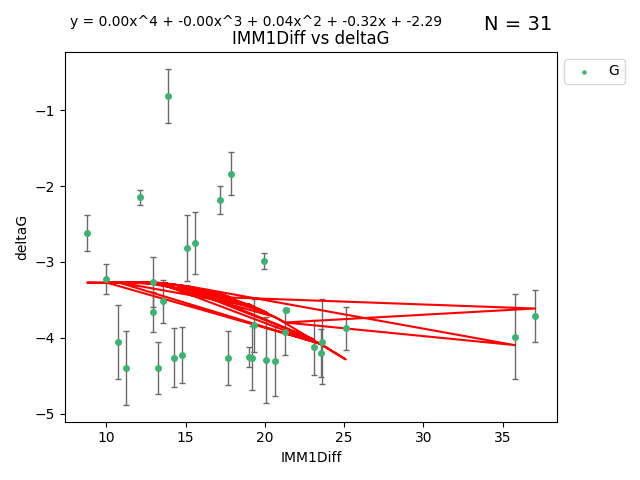 y = 0.00x^4 + -0.00x^3 + 0.04x^2 + -0.32x + -2.29
N = 31
IMM1Diff vs deltaG
G
deltaG
−1
−2
−3
−4
−5
10 15 20 25 30 35
IMM1Diff